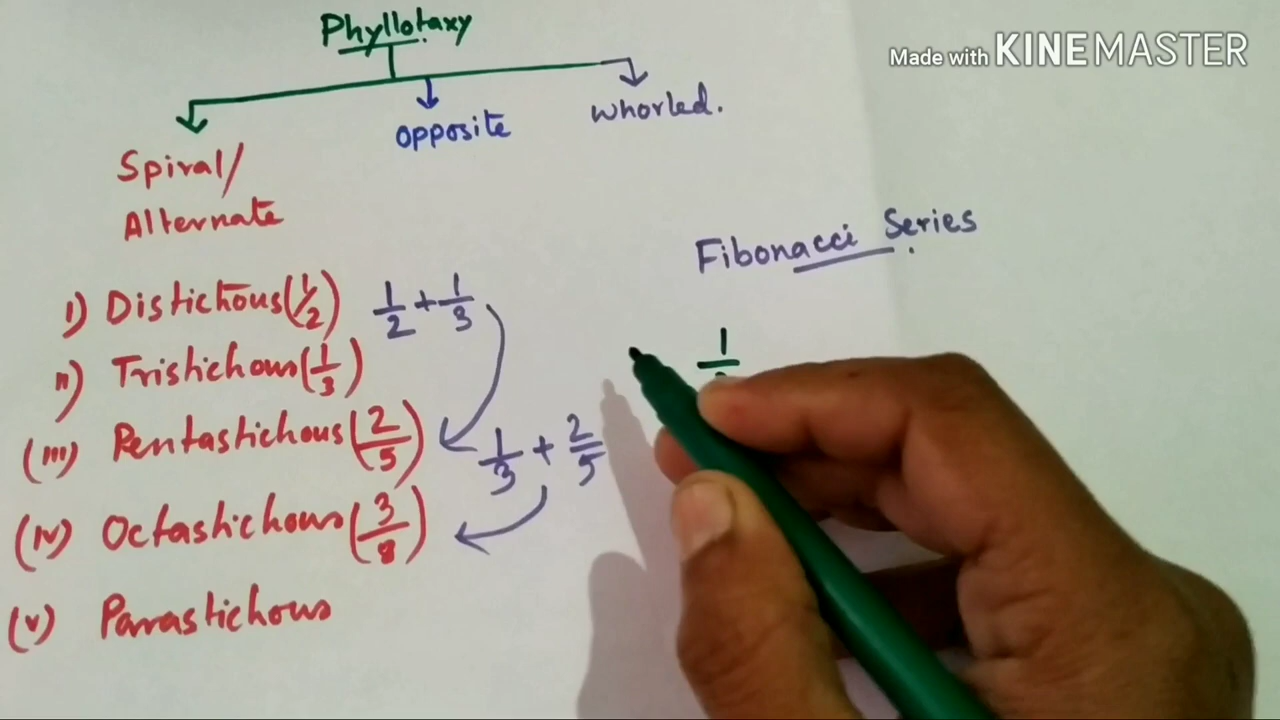 Phyllotaxy
Made with KINEMASTER
Spiral/
Alternate
opposite
whorled.
Fibonacci Series
i) Distichous (1/2) 1/2 + 1/3
ii) Tristichous (1/3)
(iii) Pentastichous (2/5) 1/3 + 2/5
(iv) Octastichous (3/8)
(v) Parastichous
1